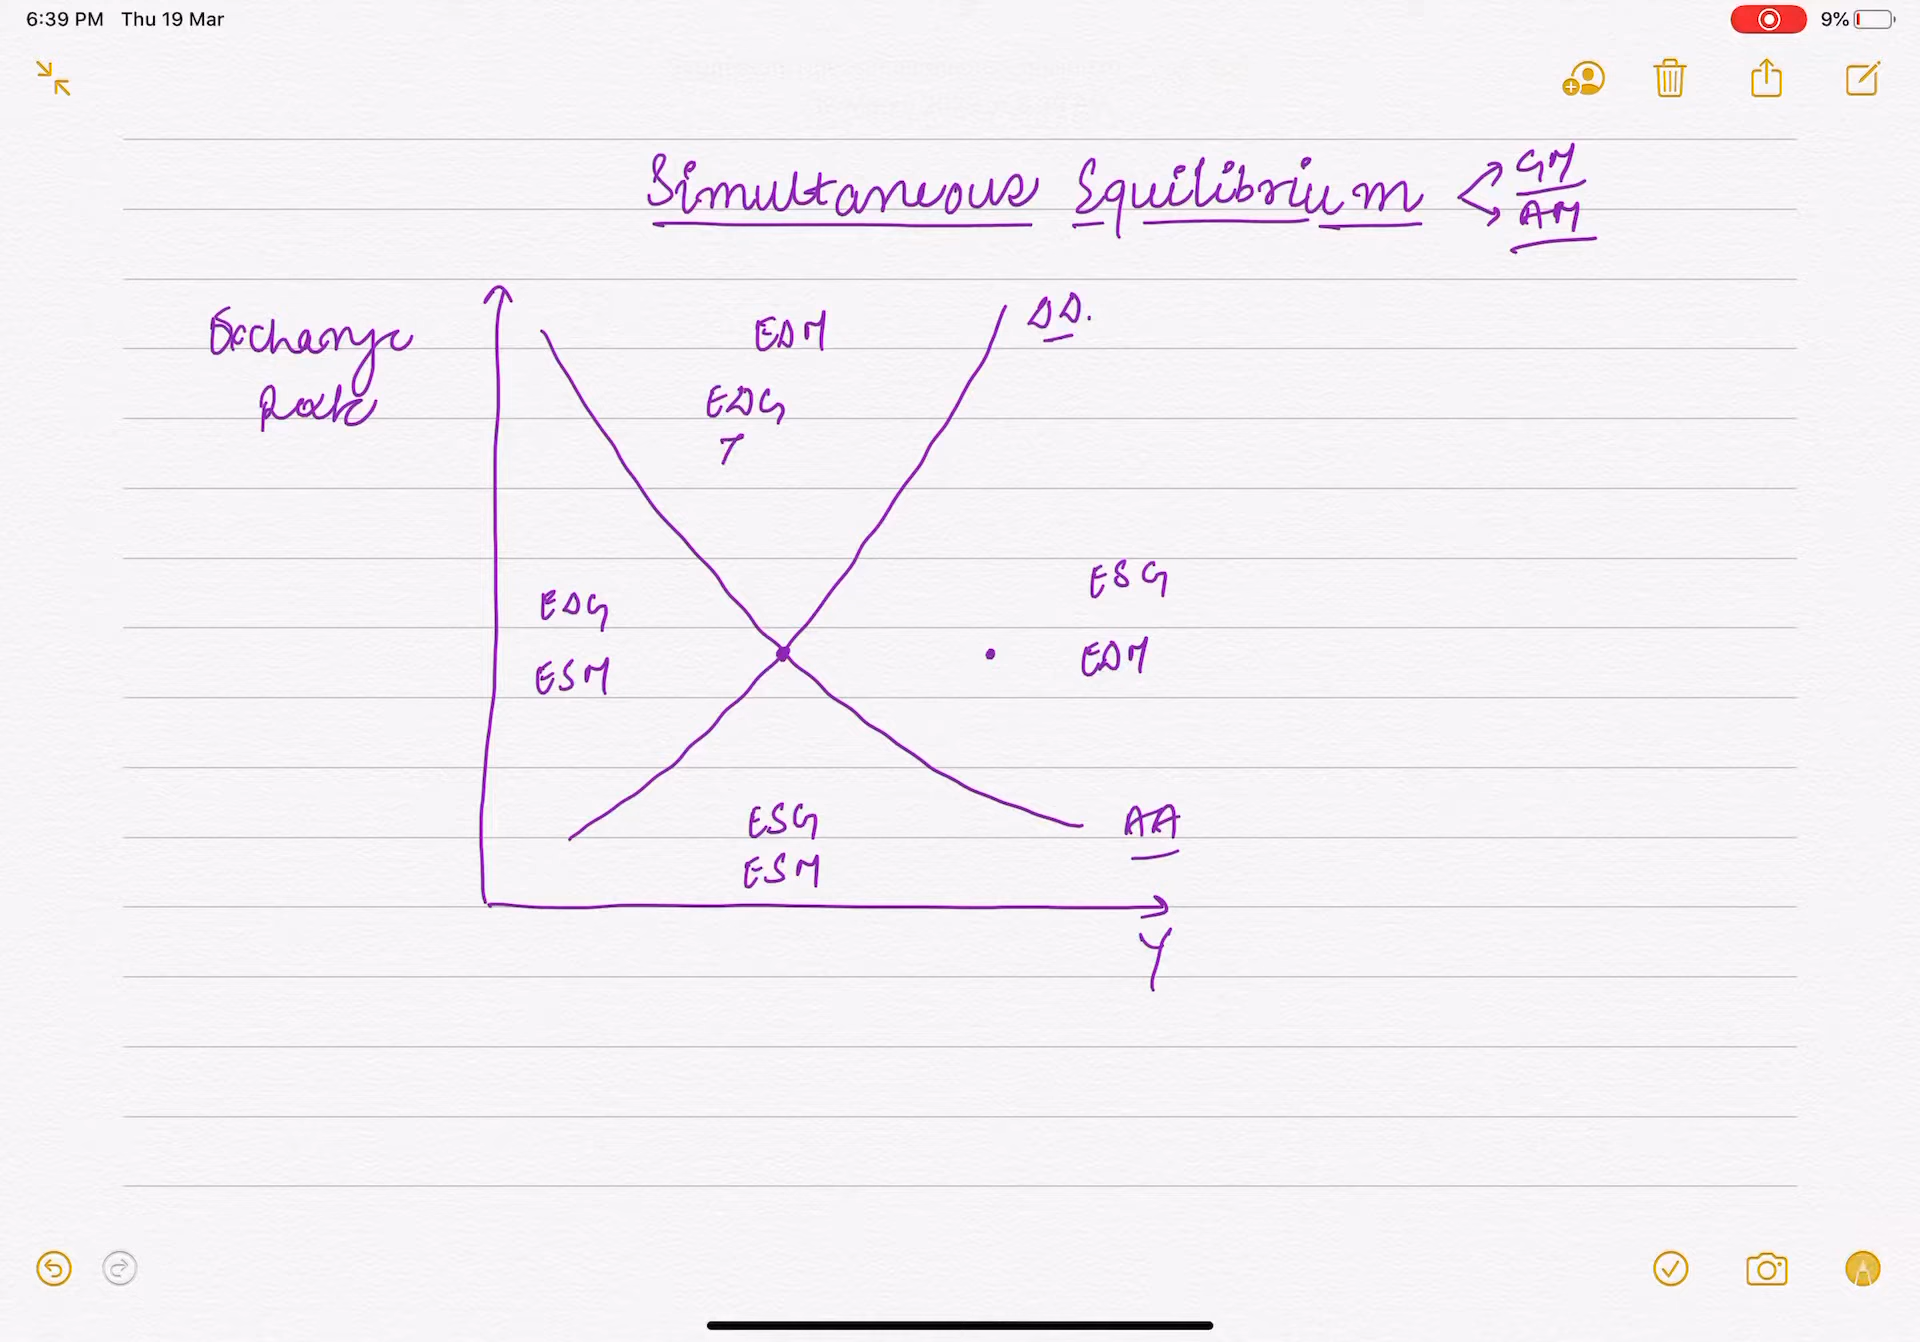 6:39 PM Thu 19 Mar
9%
Simultaneous Equilibrium
GM
AM
Exchange
Rate
EDM
DD.
EDG
EDG
ESM
ESG
EDM
ESG
ESM
AA
Y